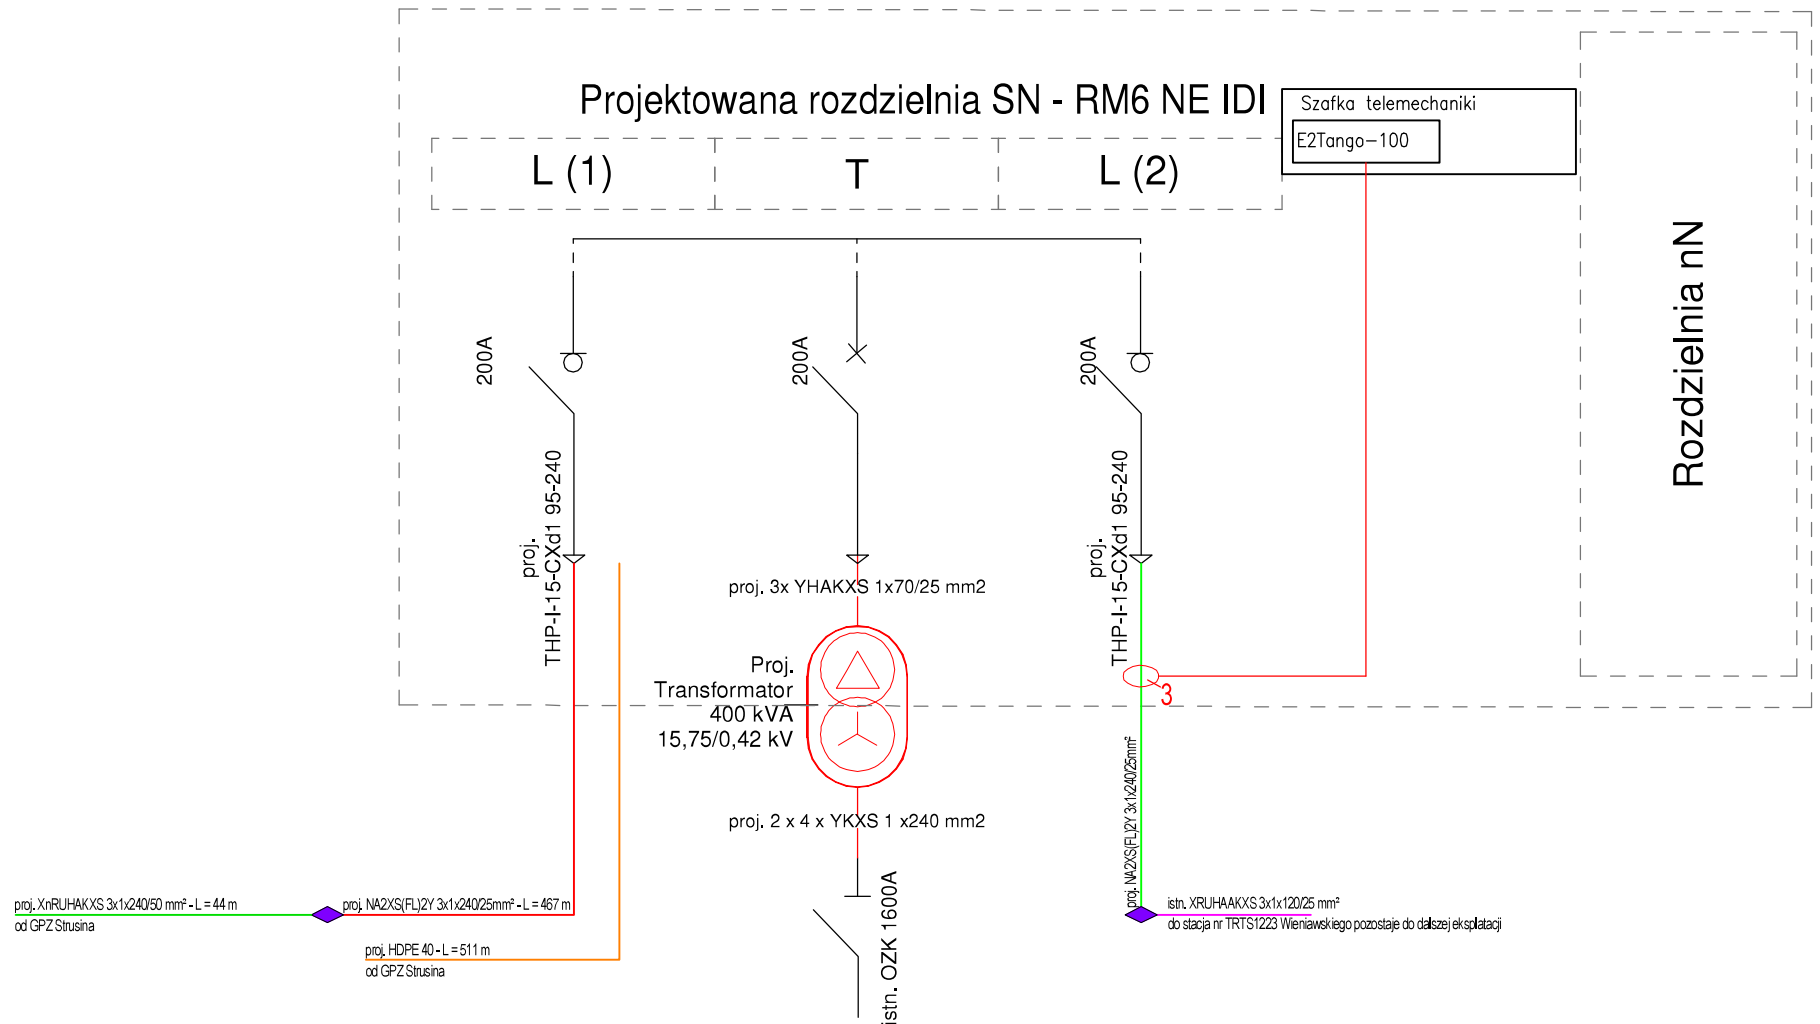 Projektowana rozdzielnia SN - RM6 NE IDI
Szafka telemechaniki
E2Tango-100
L (1)
T
L (2)
Rozdzielnia nN
200A
200A
200A
proj.
THP-I-15-CXd1 95-240
proj.
THP-I-15-CXd1 95-240
proj. 3x YHAKXS 1x70/25 mm2
Proj.
Transformator
400 kVA
15,75/0,42 kV
3
proj. NA2XS(FL)2Y 3x1x240/25mm²
proj. 2 x 4 x YKXS 1 x240 mm2
istn. OZK 1600A
proj. XnRUHAKXS 3x1x240/50 mm² - L = 44 m
od GPZ Strusina
proj. NA2XS(FL)2Y 3x1x240/25mm² - L = 467 m
proj. HDPE 40 - L = 511 m
od GPZ Strusina
istn. XRUHAAKXS 3x1x120/25 mm²
do stacja nr TRTS1223 Wieniawskiego pozostaje do dalszej eksplatacji